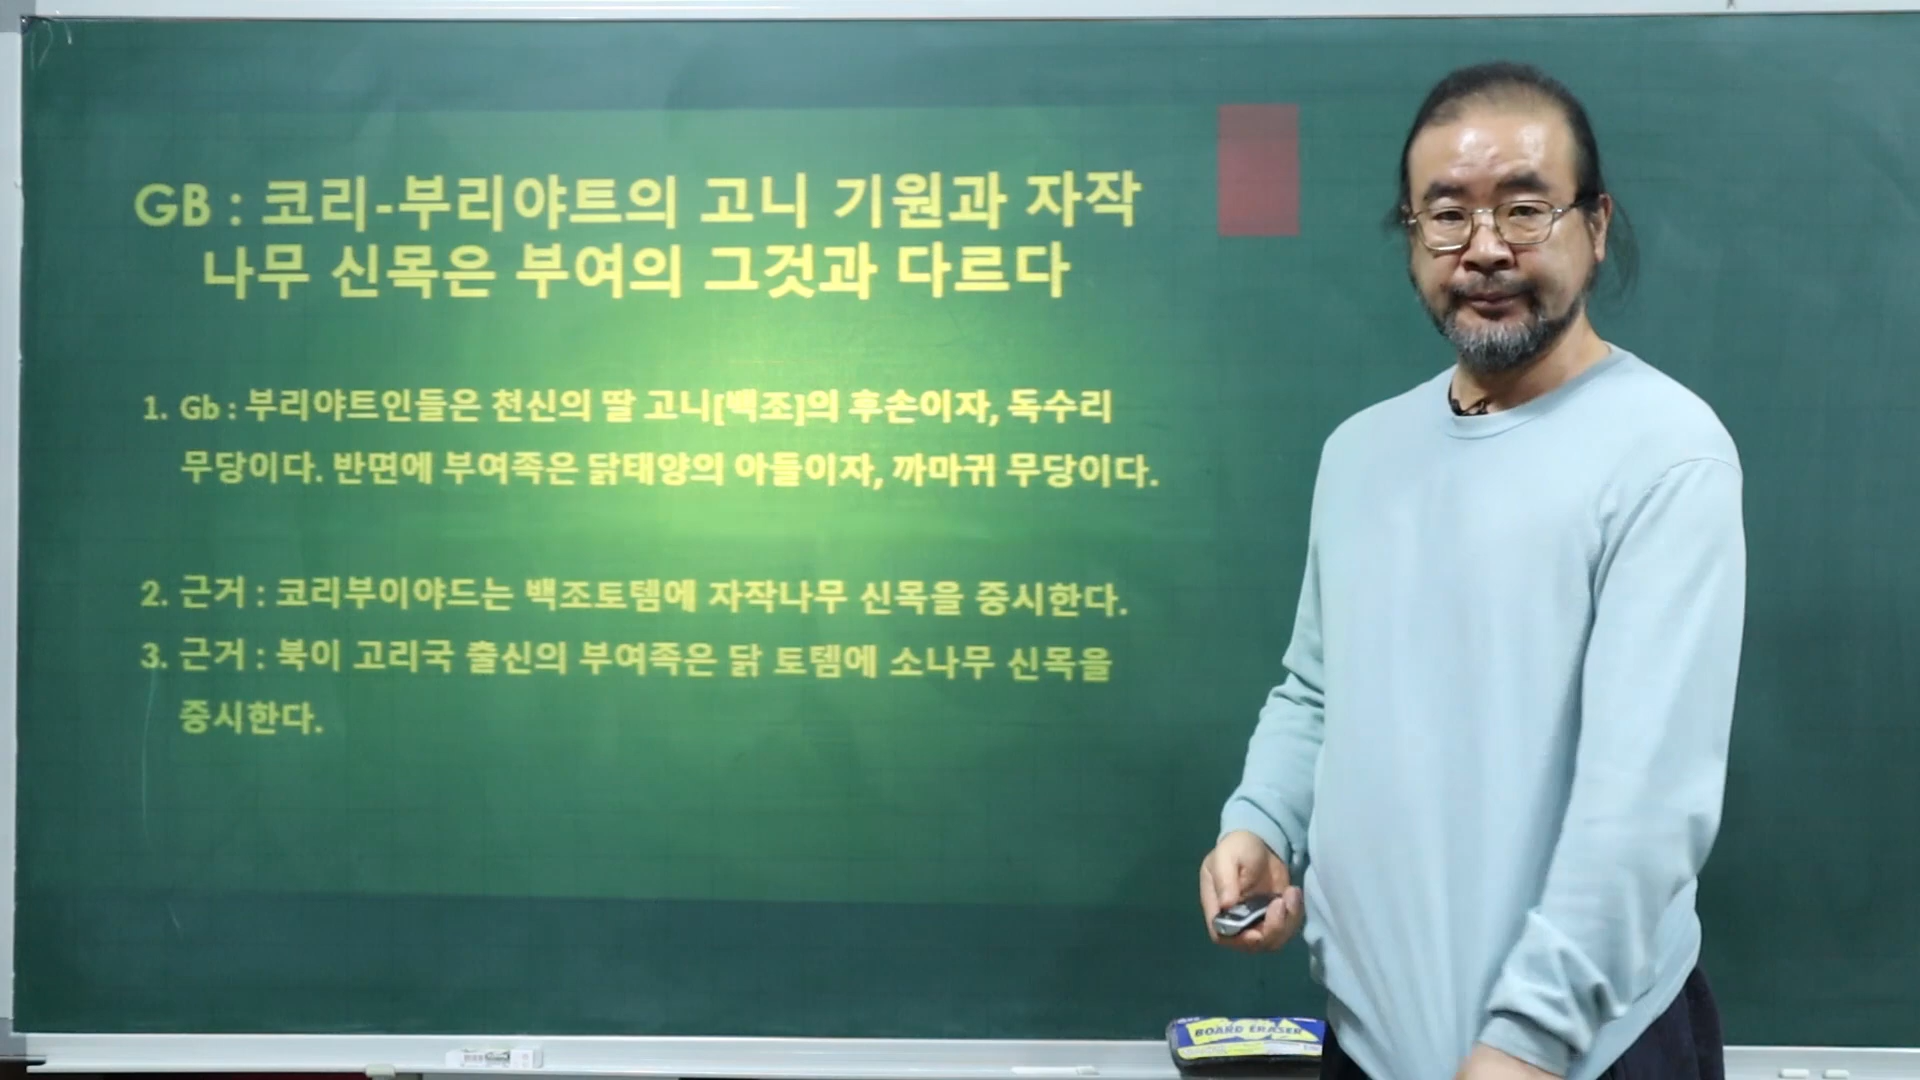 GB : 코리-부리야트의 고니 기원과 자작
나무 신목은 부여의 그것과 다르다
1. Gb : 부리야트인들은 천신의 딸 고니[백조]의 후손이자, 독수리
무당이다. 반면에 부여족은 닭태양의 아들이자, 까마귀 무당이다.
2. 근거 : 코리부이야드는 백조토템에 자작나무 신목을 중시한다.
3. 근거 : 북이 고리국 출신의 부여족은 닭 토템에 소나무 신목을
중시한다.
BOARD ERASER